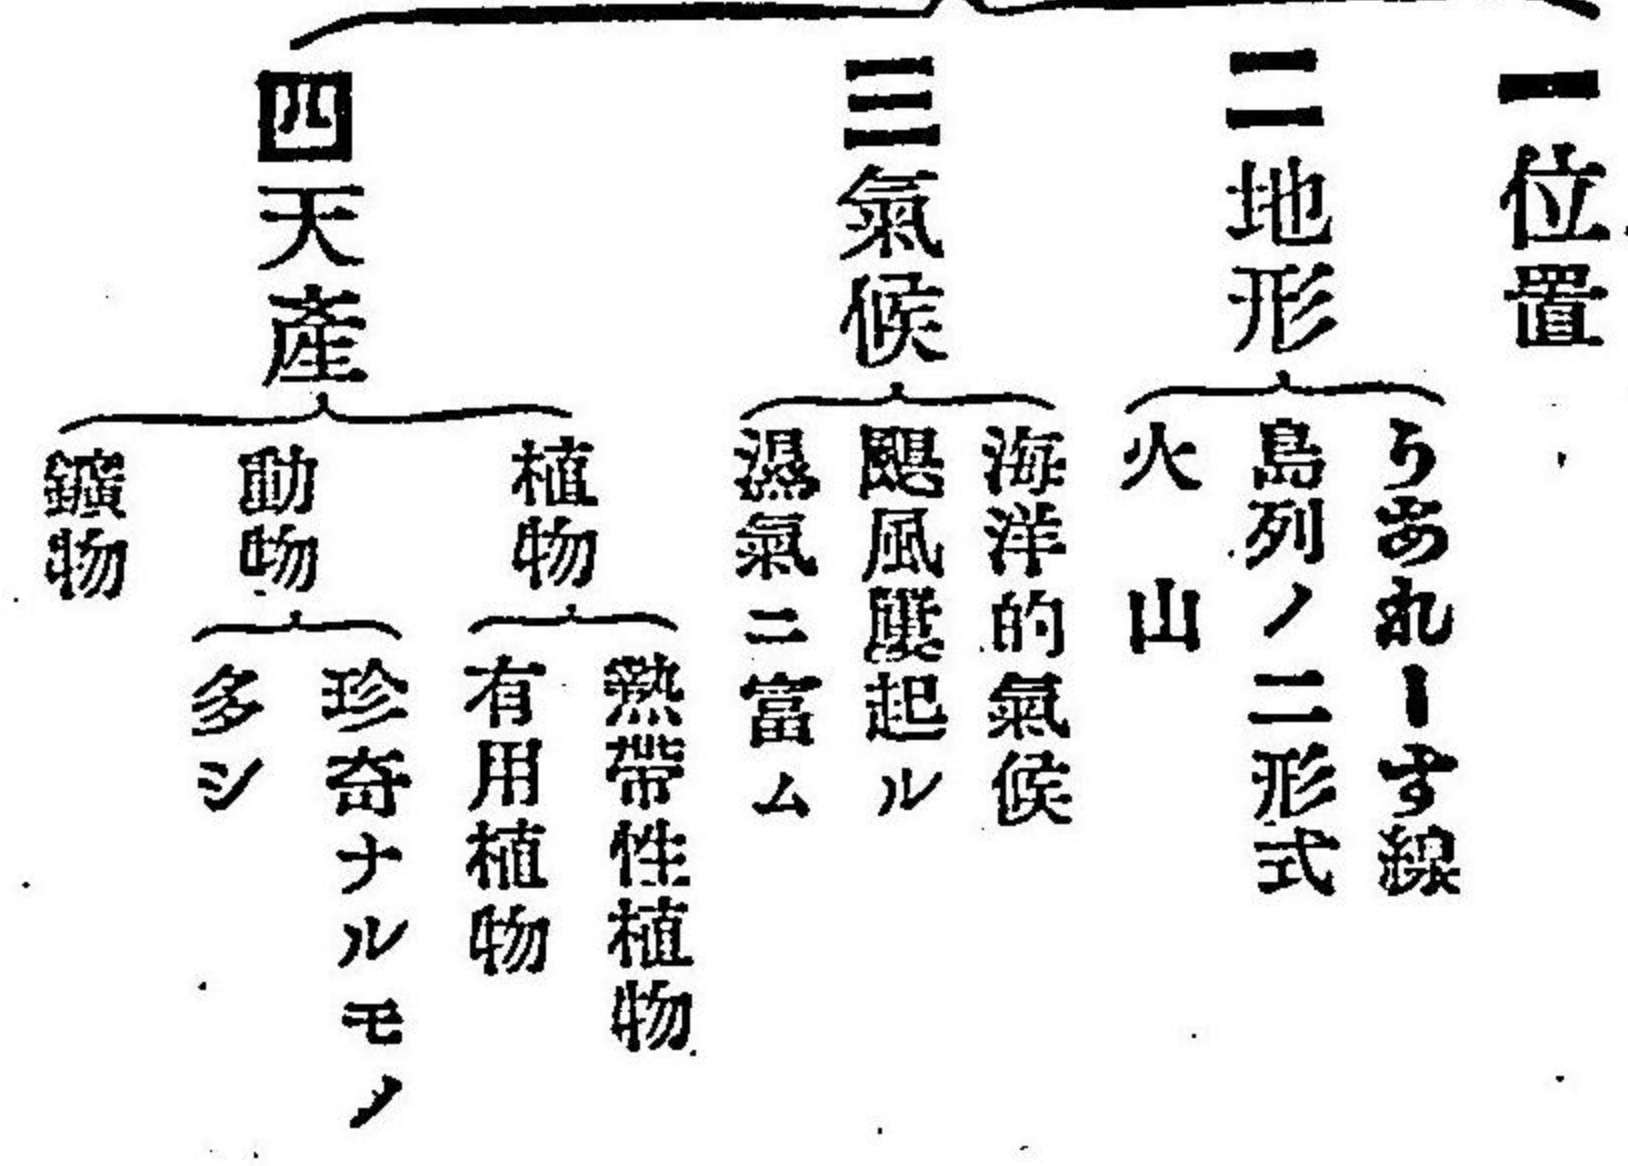 一位置
二地形
うあれーす線
島列ノ二形式
火山
三氣候
海洋的氣候
颶風屢起ル
濕氣ニ富ム
四天產
植物
熱帶性植物
有用植物
動物
珍奇ナルモノ
多シ
鑛物